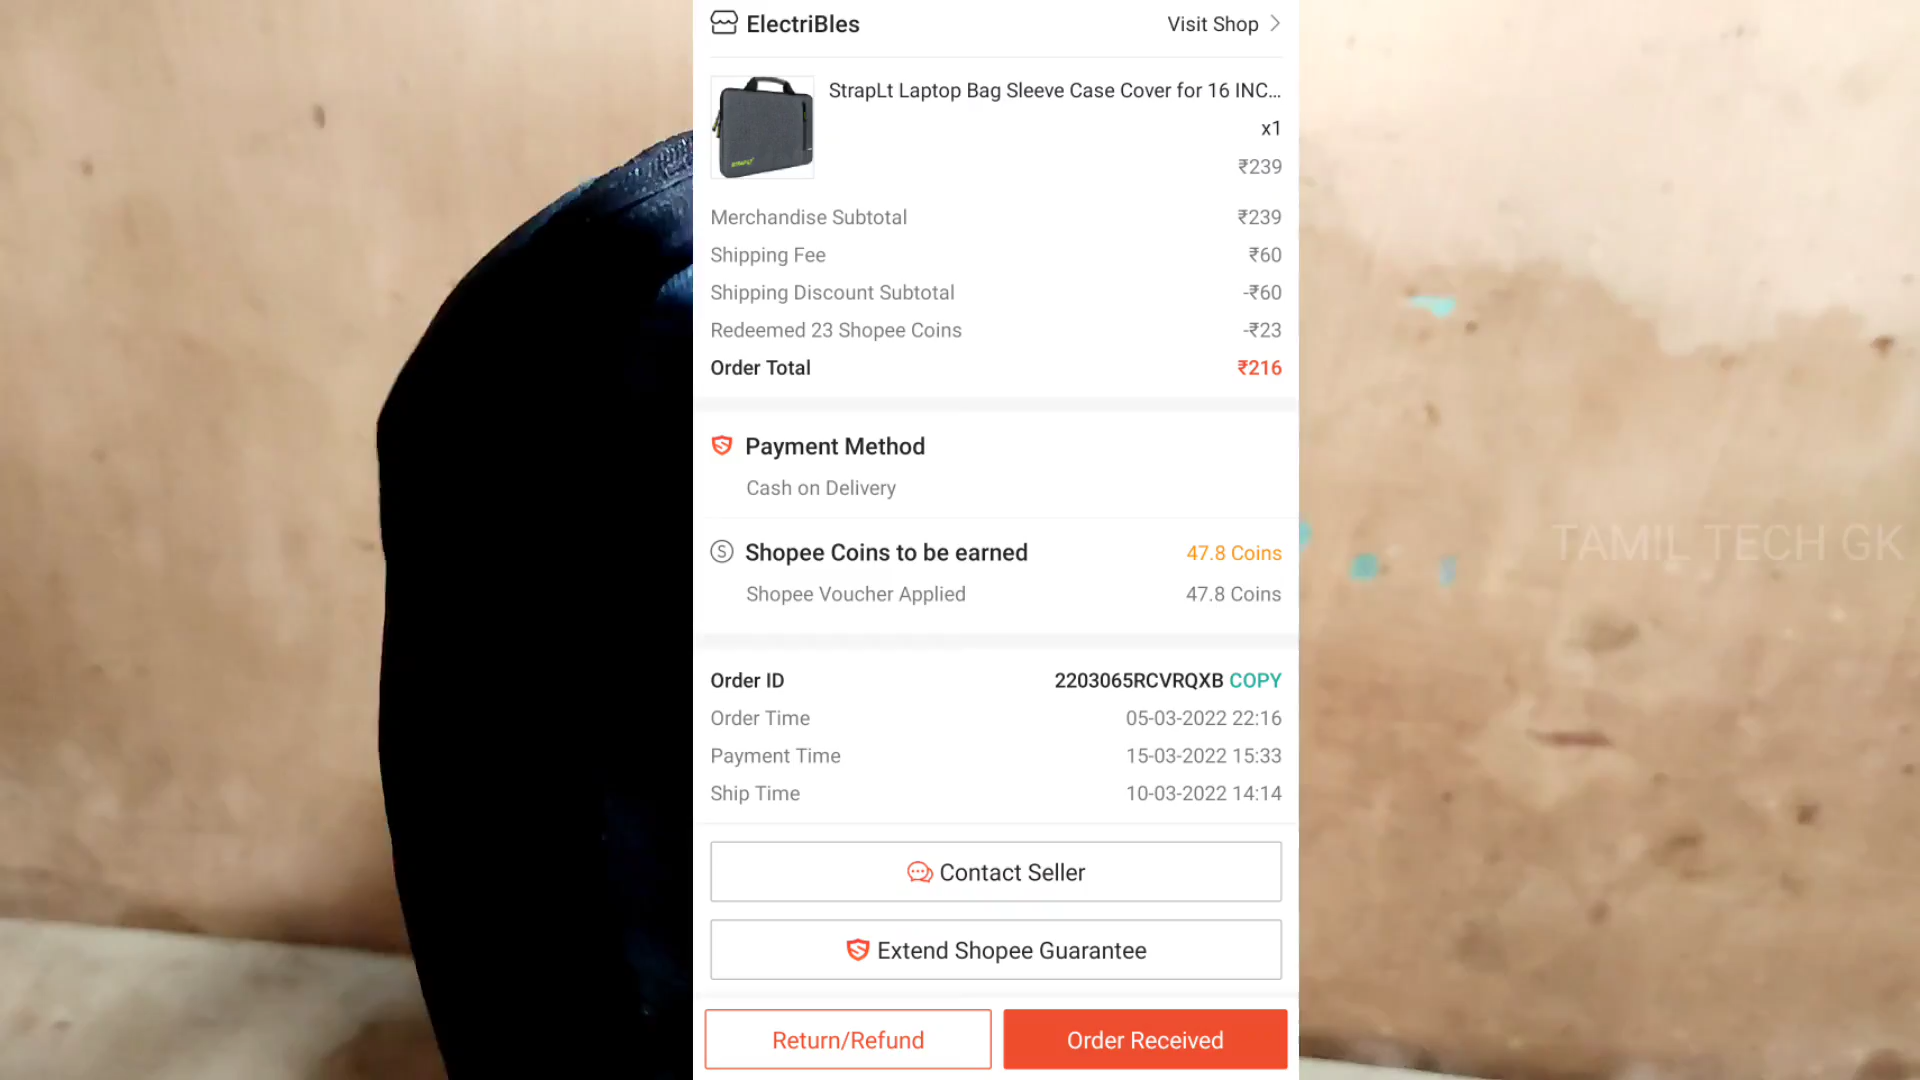 ElectriBles
Visit Shop
StrapLt Laptop Bag Sleeve Case Cover for 16 INC...
x1
₹239
STRAPLT
Merchandise Subtotal ₹239
Shipping Fee ₹60
Shipping Discount Subtotal -₹60
Redeemed 23 Shopee Coins -₹23
Order Total ₹216
Payment Method
Cash on Delivery
Shopee Coins to be earned 47.8 Coins
Shopee Voucher Applied 47.8 Coins
TAMIL TECH GK
Order ID 2203065RCVRQXB COPY
Order Time 05-03-2022 22:16
Payment Time 15-03-2022 15:33
Ship Time 10-03-2022 14:14
Contact Seller
Extend Shopee Guarantee
Return/Refund
Order Received